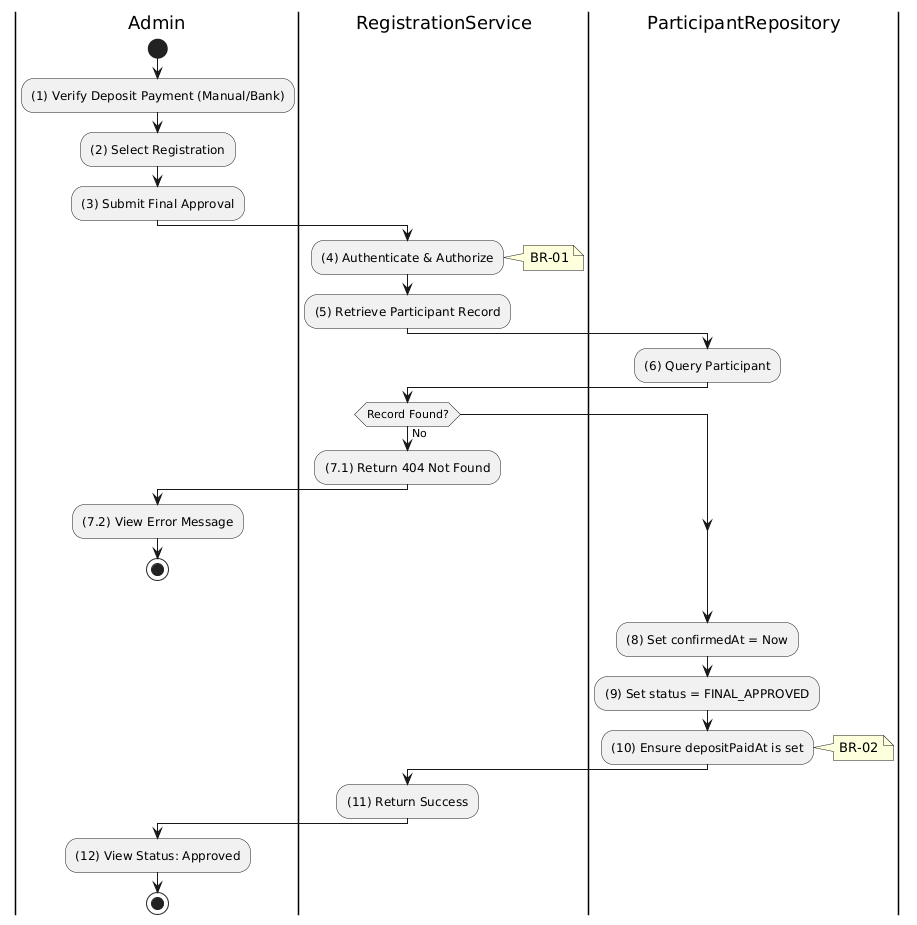 Admin
RegistrationService
ParticipantRepository
(1) Verify Deposit Payment (Manual/Bank)
(2) Select Registration
(3) Submit Final Approval
(4) Authenticate & Authorize
BR-01
(5) Retrieve Participant Record
(6) Query Participant
Record Found?
No
(7.1) Return 404 Not Found
(7.2) View Error Message
(8) Set confirmedAt = Now
(9) Set status = FINAL_APPROVED
(10) Ensure depositPaidAt is set
BR-02
(11) Return Success
(12) View Status: Approved